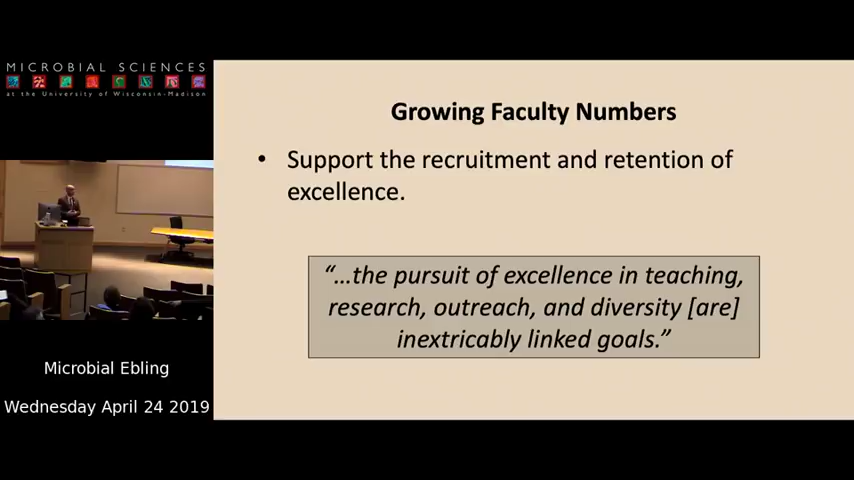 MICROBIAL SCIENCES
at the University of Wisconsin-Madison
Microbial Ebling
Wednesday April 24 2019
Growing Faculty Numbers
• Support the recruitment and retention of
excellence.
“...the pursuit of excellence in teaching,
research, outreach, and diversity [are]
inextricably linked goals.”